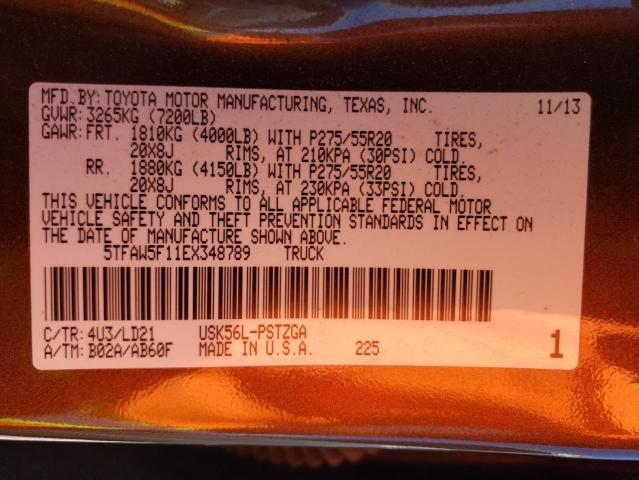 MFD.BY: TOYOTA MOTOR MANUFACTURING, TEXAS, INC. 11/13
GVWR: 3265KG (7200LB)
GAWR: FRT. 1810KG (4000LB) WITH P275/55R20 TIRES,
20X8J RIMS, AT 210KPA (30PSI) COLD.
RR. 1880KG (4150LB) WITH P275/55R20 TIRES,
20X8J RIMS, AT 230KPA (33PSI) COLD.
THIS VEHICLE CONFORMS TO ALL APPLICABLE FEDERAL MOTOR
VEHICLE SAFETY AND THEFT PREVENTION STANDARDS IN EFFECT ON
THE DATE OF MANUFACTURE SHOWN ABOVE.
5TFAW5F11EX348789 TRUCK
C/TR: 4U3/LD21 USK56L-PSTZGA
A/TM: B02A/AB60F MADE IN U.S.A. 225 1